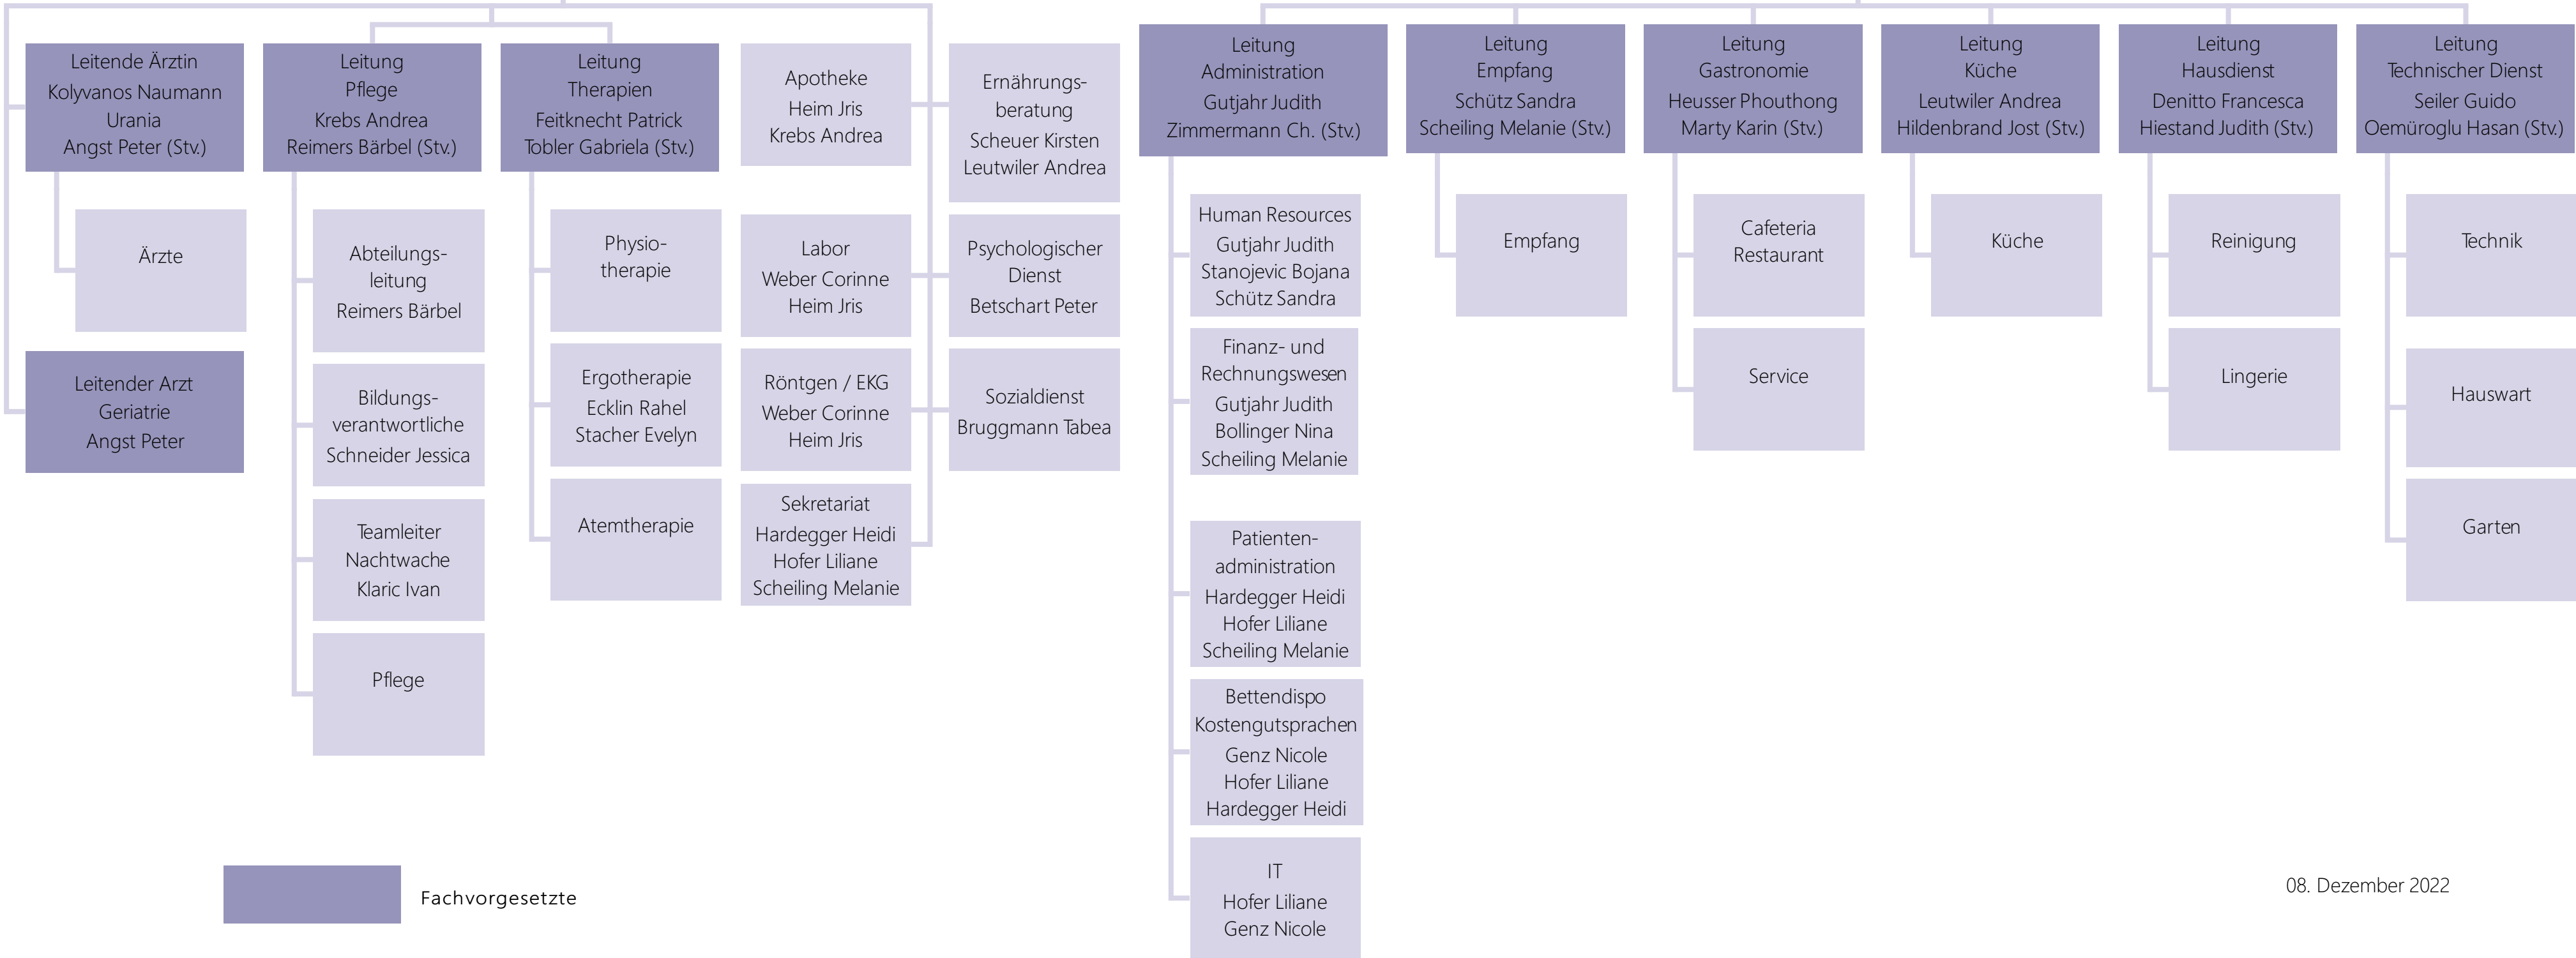 Leitende Ärztin
Kolyvanos Naumann
Urania
Angst Peter (Stv.)
Ärzte
Leitender Arzt
Geriatrie
Angst Peter
Leitung
Pflege
Krebs Andrea
Reimers Bärbel (Stv.)
Abteilungs-
leitung
Reimers Bärbel
Bildungs-
verantwortliche
Schneider Jessica
Teamleiter
Nachtwache
Klaric Ivan
Pflege
Leitung
Therapien
Feitknecht Patrick
Tobler Gabriela (Stv.)
Physio-
therapie
Ergotherapie
Ecklin Rahel
Stacher Evelyn
Atemtherapie
Apotheke
Heim Jris
Krebs Andrea
Labor
Weber Corinne
Heim Jris
Röntgen / EKG
Weber Corinne
Heim Jris
Sekretariat
Hardegger Heidi
Hofer Liliane
Scheiling Melanie
Ernährungs-
beratung
Scheuer Kirsten
Leutwiler Andrea
Psychologischer
Dienst
Betschart Peter
Sozialdienst
Bruggmann Tabea
Leitung
Administration
Gutjahr Judith
Zimmermann Ch. (Stv.)
Human Resources
Gutjahr Judith
Stanojevic Bojana
Schütz Sandra
Finanz- und
Rechnungswesen
Gutjahr Judith
Bollinger Nina
Scheiling Melanie
Patienten-
administration
Hardegger Heidi
Hofer Liliane
Scheiling Melanie
Bettendispo
Kostengutsprachen
Genz Nicole
Hofer Liliane
Hardegger Heidi
IT
Hofer Liliane
Genz Nicole
Leitung
Empfang
Schütz Sandra
Scheiling Melanie (Stv.)
Empfang
Leitung
Gastronomie
Heusser Phouthong
Marty Karin (Stv.)
Cafeteria
Restaurant
Service
Leitung
Küche
Leutwiler Andrea
Hildenbrand Jost (Stv.)
Küche
Leitung
Hausdienst
Denitto Francesca
Hiestand Judith (Stv.)
Reinigung
Lingerie
Leitung
Technischer Dienst
Seiler Guido
Oemüroglu Hasan (Stv.)
Technik
Hauswart
Garten
Fachvorgesetzte
08. Dezember 2022